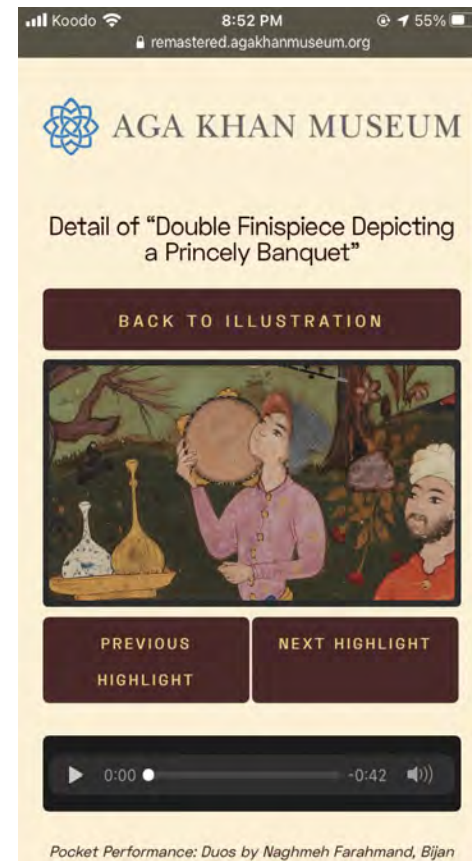 Koodo 8:52 PM 55%
remastered.agakhanmuseum.org
AGA KHAN MUSEUM
Detail of “Double Finispiece Depicting
a Princely Banquet”
BACK TO ILLUSTRATION
PREVIOUS
HIGHLIGHT
NEXT HIGHLIGHT
0:00 -0:42
Pocket Performance: Duos by Naghmeh Farahmand, Bijan